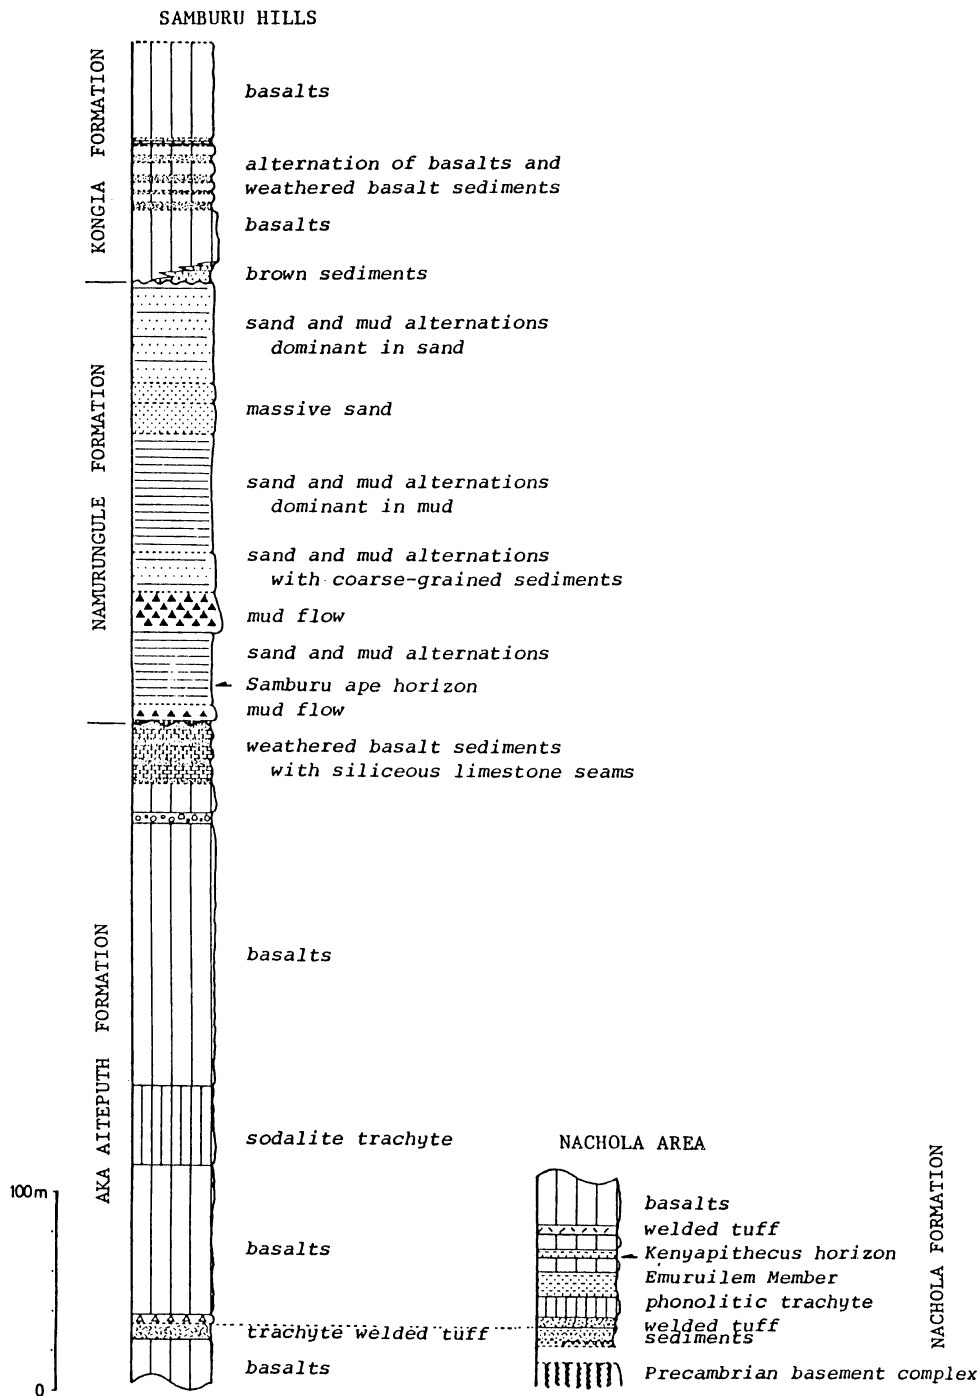 SAMBURU HILLS
KONGIA FORMATION
basalts
alternation of basalts and
weathered basalt sediments
basalts
brown sediments
NAMURUNGULE FORMATION
sand and mud alternations
dominant in sand
massive sand
sand and mud alternations
dominant in mud
sand and mud alternations
with coarse-grained sediments
mud flow
sand and mud alternations
Samburu ape horizon
mud flow
AKA AITEPUTH FORMATION
weathered basalt sediments
with siliceous limestone seams
basalts
sodalite trachyte
basalts
trachyte welded tuff
basalts
100m
0
NACHOLA AREA
NACHOLA FORMATION
basalts
welded tuff
Kenyapithecus horizon
Emuruilem Member
phonolitic trachyte
welded tuff
sediments
Precambrian basement complex